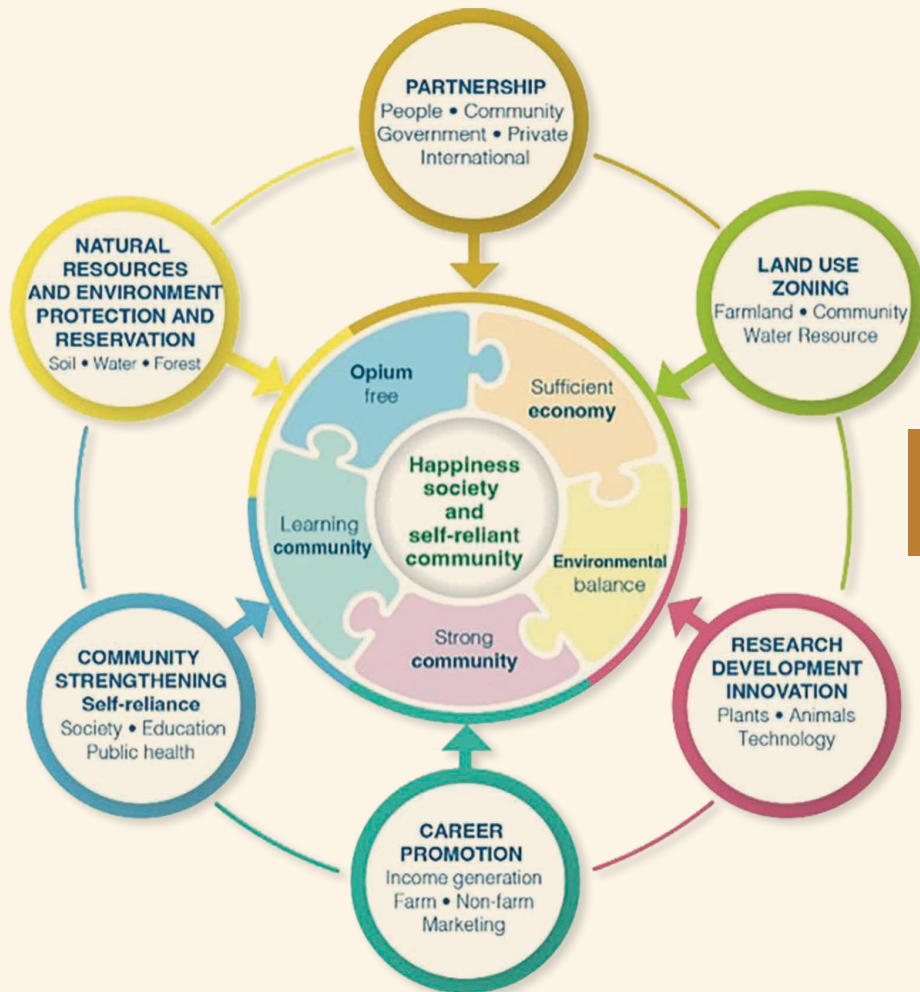 PARTNERSHIP
People • Community
Government • Private
International
LAND USE
ZONING
Farmland • Community
Water Resource
RESEARCH
DEVELOPMENT
INNOVATION
Plants • Animals
Technology
CAREER
PROMOTION
Income generation
Farm • Non-farm
Marketing
COMMUNITY
STRENGTHENING
Self-reliance
Society • Education
Public health
NATURAL
RESOURCES
AND ENVIRONMENT
PROTECTION AND
RESERVATION
Soil • Water • Forest
Opium
free
Sufficient
economy
Environmental
balance
Strong
community
Learning
community
Happiness
society
and
self-reliant
community